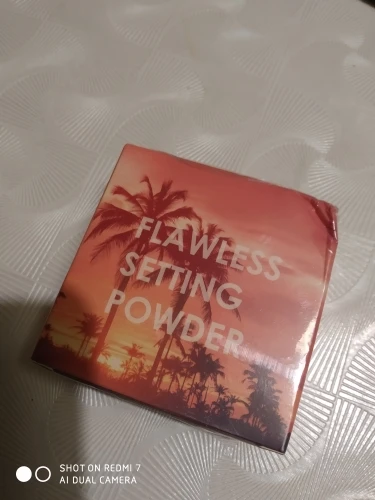 FLAWLESS
SETTING
POWDER
SHOT ON REDMI 7
AI DUAL CAMERA